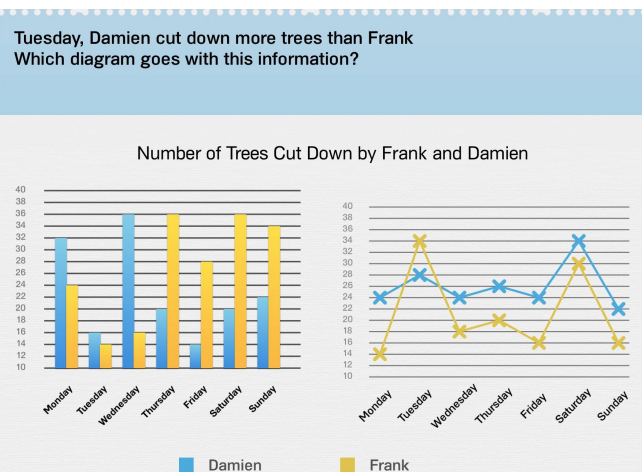 Tuesday, Damien cut down more trees than Frank
Which diagram goes with this information?
Number of Trees Cut Down by Frank and Damien
40
38
36
34
32
30
28
26
24
22
20
18
16
14
12
10
Monday
Tuesday
Wednesday
Thursday
Friday
Saturday
Sunday
40
38
36
34
32
30
28
26
24
22
20
18
16
14
12
10
Monday
Tuesday
Wednesday
Thursday
Friday
Saturday
Sunday
Damien
Frank